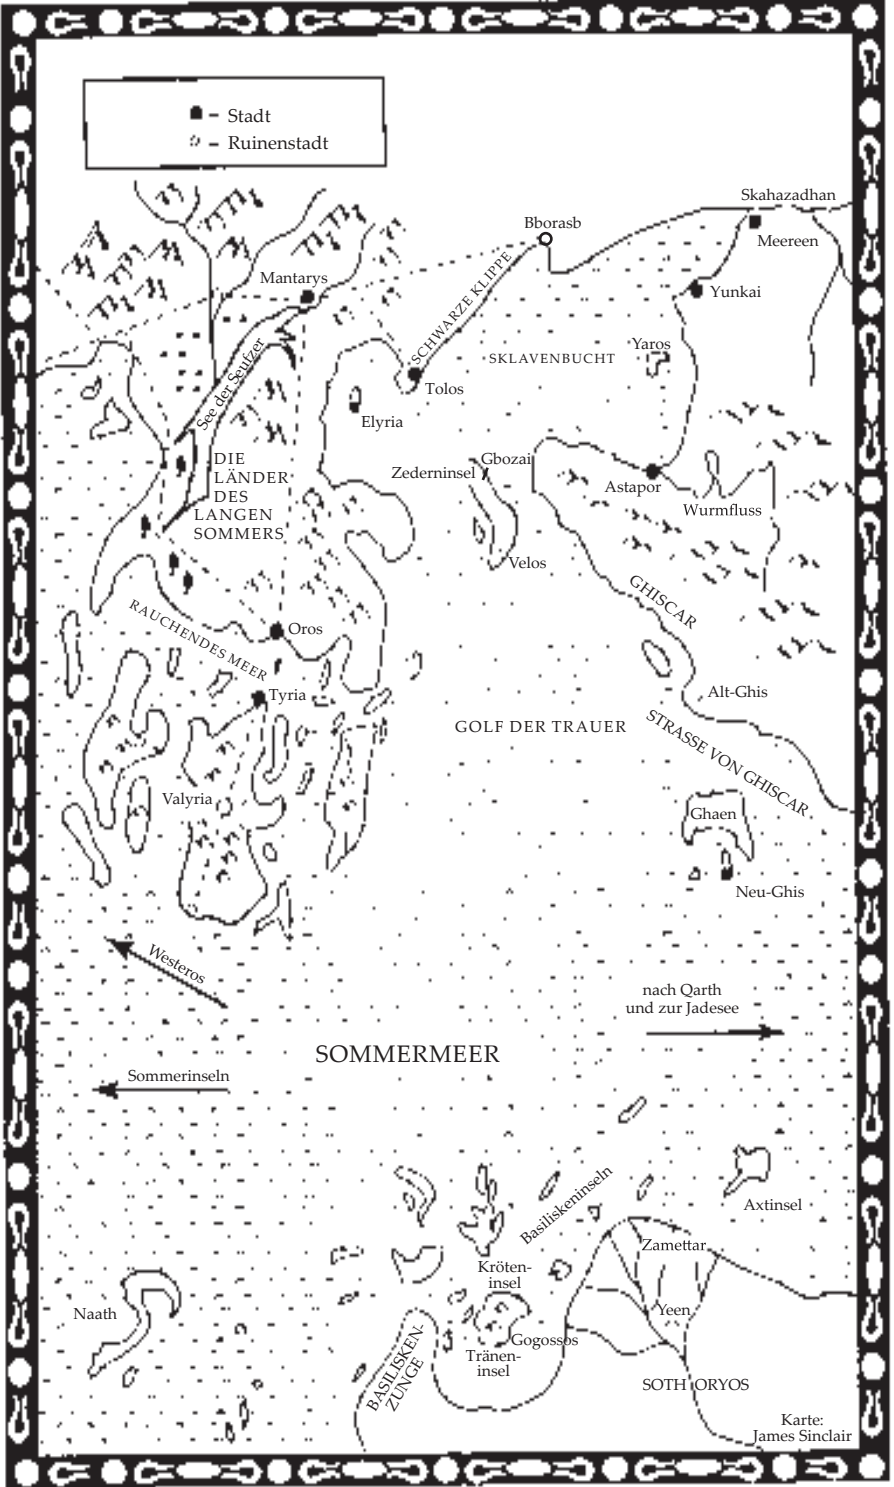 - Stadt
- Ruinenstadt
Skahazadhan
Bborasb
Meereen
Mantarys
SCHWARZE KLIPPE
Yunkai
Yaros
SKLAVENBUCHT
See der Seufzer
Tolos
Elyria
DIE
LÄNDER
DES
LANGEN
SOMMERS
Gbozai
Zederninsel
Astapor
Wurmfluss
Velos
GHISCAR
RAUCHENDES MEER
Oros
Tyria
Alt-Ghis
GOLF DER TRAUER
STRASSE VON GHISCAR
Valyria
Ghaen
Neu-Ghis
Westeros
nach Qarth
und zur Jadesee
SOMMERMEER
Sommerinseln
Basiliskeninseln
Axtinsel
Zamettar
Kröten-
insel
Naath
Yeen
Gogossos
Tränen-
insel
BASILISKEN-
ZUNGE
SOTHORYOS
Karte:
James Sinclair